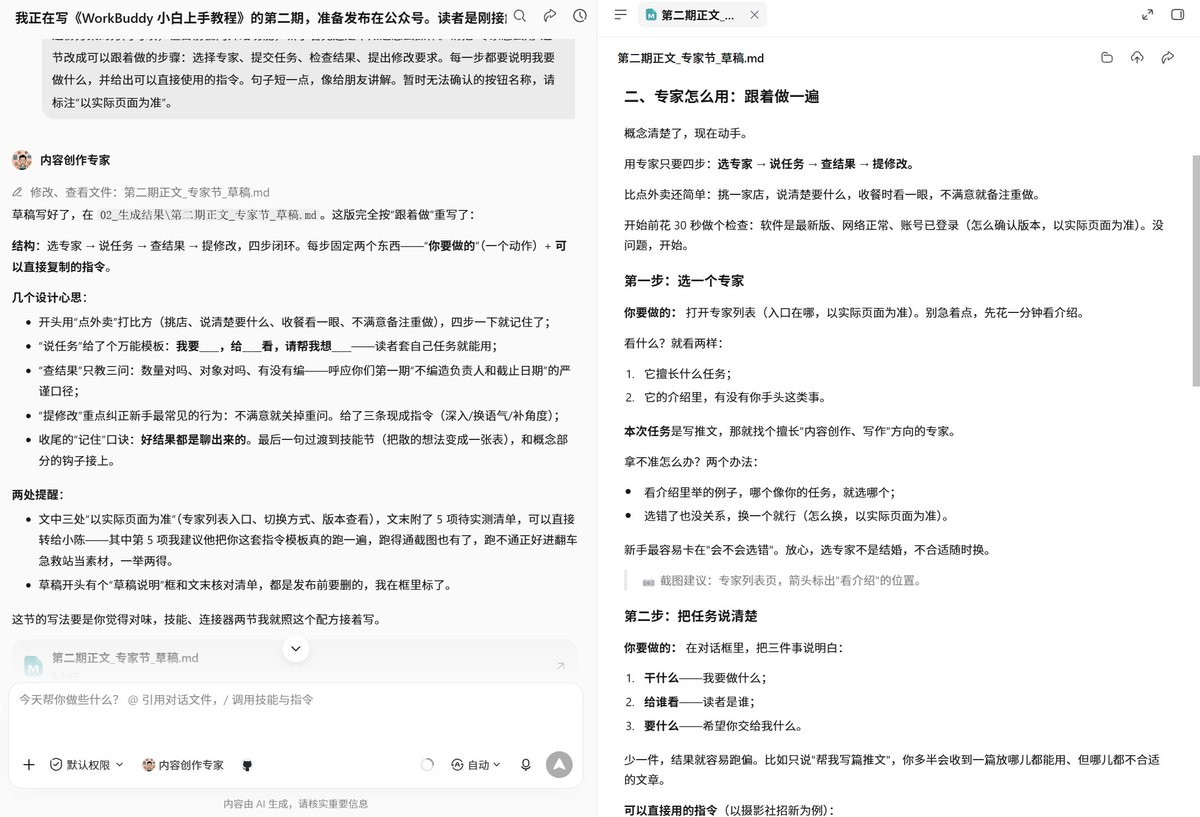 我正在写《WorkBuddy 小白上手教程》的第二期，准备发布在公众号。读者是刚接
节改成可以跟着做的步骤：选择专家、提交任务、检查结果、提出修改要求。每一步都要说明我要
做什么，并给出可以直接使用的指令。句子短一点，像给朋友讲解。暂时无法确认的按钮名称，请
标注“以实际页面为准”。
内容创作专家
修改、查看文件：第二期正文_专家节_草稿.md
草稿写好了，在 02_生成结果\第二期正文_专家节_草稿.md 。这版完全按“跟着做”重写了：
结构：选专家 → 说任务 → 查结果 → 提修改，四步闭环。每步固定两个东西——“你要做的”（一个动作）+ 可
以直接复制的指令。
几个设计心思：
• 开头用“点外卖”打比方（挑店、说清楚要什么、收餐看一眼、不满意备注重做），四步一下就记住了；
• “说任务”给了个万能模板：我要___，给___看，请帮我想___——读者套自己任务就能用；
• “查结果”只教三问：数量对吗、对象对吗、有没有编——呼应你们第一期“不编造负责人和截止日期”的严
谨口径；
• “提修改”重点纠正新手最常见的行为：不满意就关掉重问。给了三条现成指令（深入/换语气/补角度）；
• 收尾的“记住”口诀：好结果都是聊出来的。最后一句过渡到技能节（把散的想法变成一张表），和概念部
分的钩子接上。
两处提醒：
• 文中三处“以实际页面为准”（专家列表入口、切换方式、版本查看），文末附了 5 项待实测清单，可以直接
转给小陈——其中第 5 项我建议他把你这套指令模板真的跑一遍，跑得通截图也有了，跑不通正好进翻车
急救站当素材，一举两得。
• 草稿开头有个“草稿说明”框和文末核对清单，都是发布前要删的，我在框里标了。
这节的写法要是你觉得对味，技能、连接器两节我就照这个配方接着写。
第二期正文_专家节_草稿.md
今天帮你做些什么？ @ 引用对话文件，/ 调用技能与指令
默认权限
内容创作专家
自动
内容由 AI 生成，请核实重要信息
第二期正文_...
第二期正文_专家节_草稿.md
二、专家怎么用：跟着做一遍
概念清楚了，现在动手。
用专家只要四步：选专家 → 说任务 → 查结果 → 提修改。
比点外卖还简单：挑一家店，说清楚要什么，收餐时看一眼，不满意就备注重做。
开始前花 30 秒做个检查：软件是最新版、网络正常、账号已登录（怎么确认版本，以实际页面为准）。没
问题，开始。
第一步：选一个专家
你要做的： 打开专家列表（入口在哪，以实际页面为准）。别急着点，先花一分钟看介绍。
看什么？就看两样：
1. 它擅长什么任务；
2. 它的介绍里，有没有你手头这类事。
本次任务是写推文，那就找个擅长"内容创作、写作"方向的专家。
拿不准怎么办？两个办法：
• 看介绍里举的例子，哪个像你的任务，就选哪个；
• 选错了也没关系，换一个就行（怎么换，以实际页面为准）。
新手最容易卡在"会不会选错"。放心，选专家不是结婚，不合适随时换。
📷 截图建议：专家列表页，箭头标出"看介绍"的位置。
第二步：把任务说清楚
你要做的： 在对话框里，把三件事说明白：
1. 干什么——我要做什么；
2. 给谁看——读者是谁；
3. 要什么——希望你交给我什么。
少一件，结果就容易跑偏。比如只说"帮我写篇推文"，你多半会收到一篇放哪儿都能用、但哪儿都不合适
的文章。
可以直接用的指令（以摄影社招新为例）：